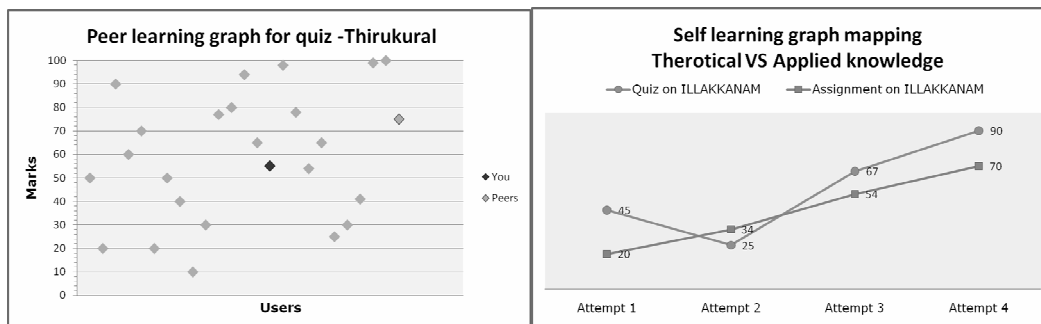 Peer learning graph for quiz -Thirukural
100
90
80
70
60
50
40
30
20
10
0
Marks
Users
You
Peers
Self learning graph mapping
Therotical VS Applied knowledge
Quiz on ILLAKKANAM
Assignment on ILLAKKANAM
45
20
34
25
67
54
90
70
Attempt 1 Attempt 2 Attempt 3 Attempt 4